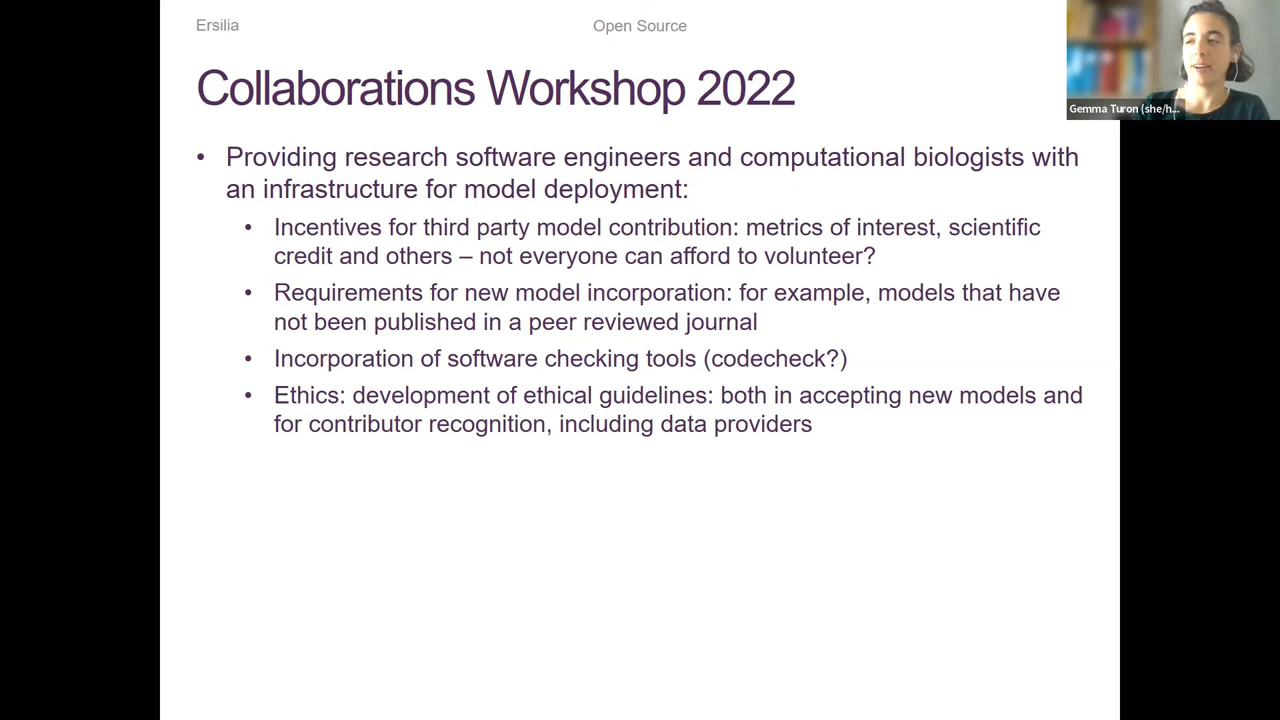 Ersilia
Open Source
Collaborations Workshop 2022
Gemma Turon (she/h...
• Providing research software engineers and computational biologists with
an infrastructure for model deployment:
• Incentives for third party model contribution: metrics of interest, scientific
credit and others – not everyone can afford to volunteer?
• Requirements for new model incorporation: for example, models that have
not been published in a peer reviewed journal
• Incorporation of software checking tools (codecheck?)
• Ethics: development of ethical guidelines: both in accepting new models and
for contributor recognition, including data providers